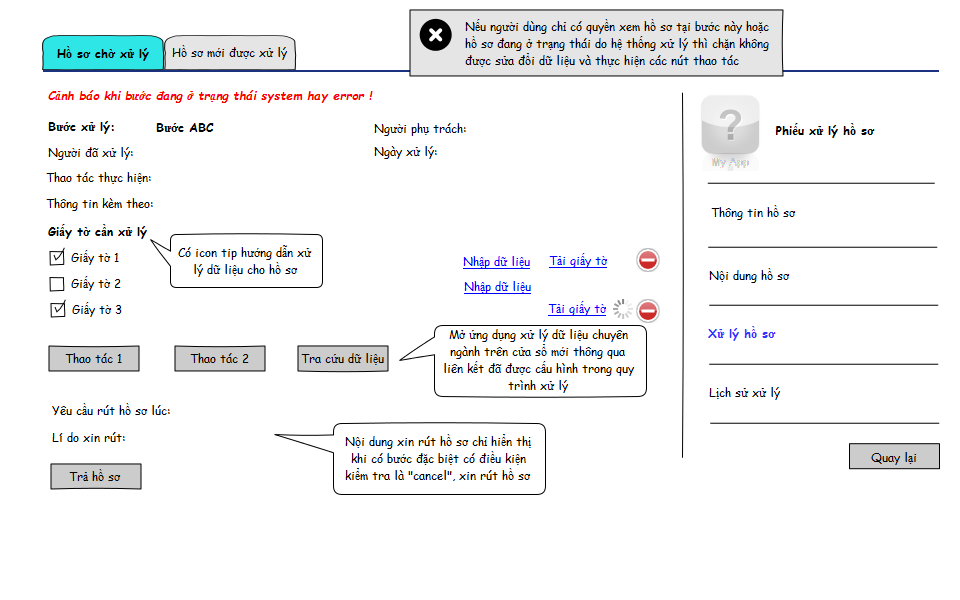 Nếu người dùng chỉ có quyền xem hồ sơ tại bước này hoặc
hồ sơ đang ở trạng thái do hệ thống xử lý thì chặn không
được sửa đổi dữ liệu và thực hiện các nút thao tác
Hồ sơ chờ xử lý
Hồ sơ mới được xử lý
Cảnh báo khi bước đang ở trạng thái system hay error !
Bước xử lý:
Bước ABC
Người phụ trách:
Người đã xử lý:
Ngày xử lý:
Thao tác thực hiện:
Thông tin kèm theo:
Giấy tờ cần xử lý
Có icon tip hướng dẫn xử
lý dữ liệu cho hồ sơ
Giấy tờ 1
Nhập dữ liệu
Tải giấy tờ
Giấy tờ 2
Nhập dữ liệu
Giấy tờ 3
Tải giấy tờ
Thao tác 1
Thao tác 2
Tra cứu dữ liệu
Mở ứng dụng xử lý dữ liệu chuyên
ngành trên cửa sổ mới thông qua
liên kết đã được cấu hình trong quy
trình xử lý
Yêu cầu rút hồ sơ lúc:
Lí do xin rút:
Nội dung xin rút hồ sơ chỉ hiển thị
khi có bước đặc biệt có điều kiện
kiểm tra là "cancel", xin rút hồ sơ
Trả hồ sơ
?
My App
Phiếu xử lý hồ sơ
Thông tin hồ sơ
Nội dung hồ sơ
Xử lý hồ sơ
Lịch sử xử lý
Quay lại